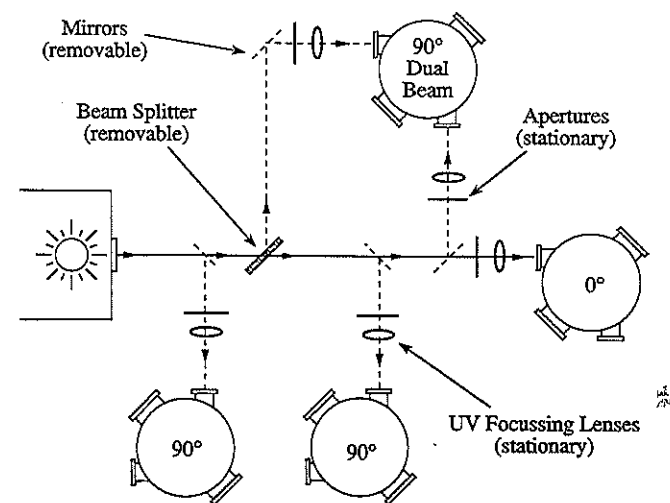 Mirrors
(removable)
90°
Dual
Beam
Beam Splitter
(removable)
Apertures
(stationary)
0°
UV Focussing Lenses
(stationary)
90°
90°